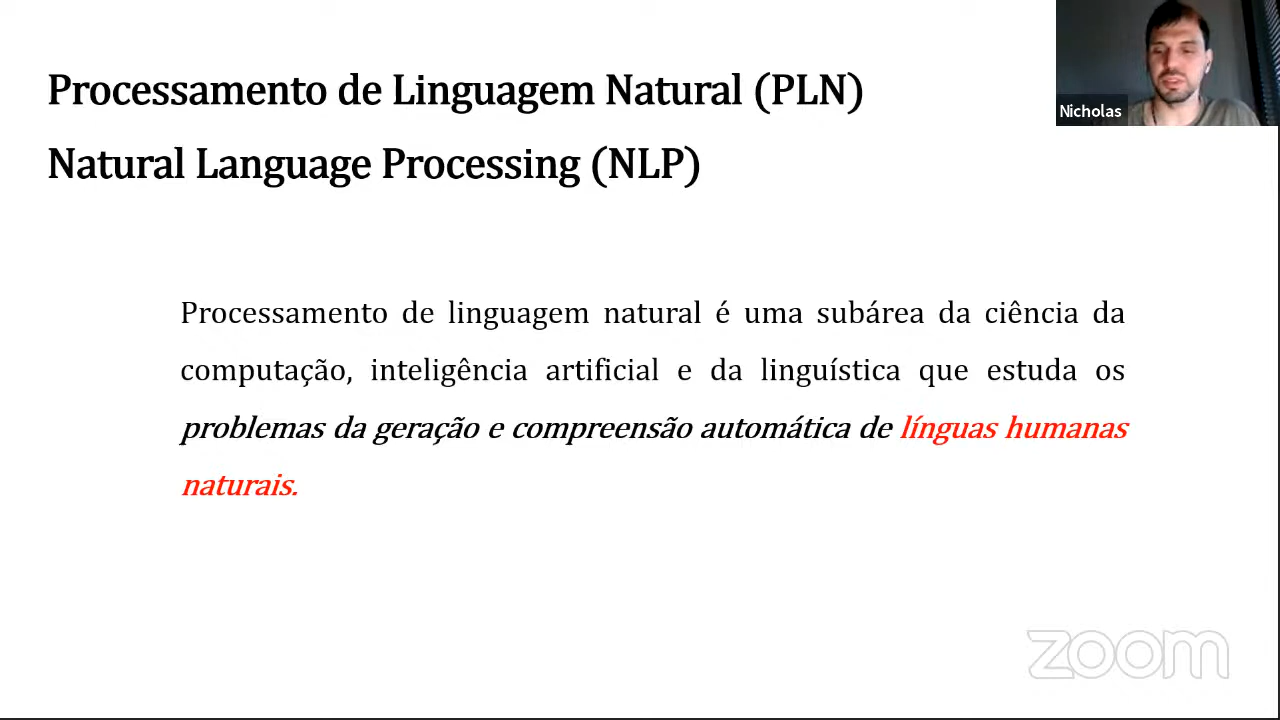 Processamento de Linguagem Natural (PLN)
Natural Language Processing (NLP)
Nicholas
Processamento de linguagem natural é uma subárea da ciência da
computação, inteligência artificial e da linguística que estuda os
problemas da geração e compreensão automática de línguas humanas
naturais.
zoom